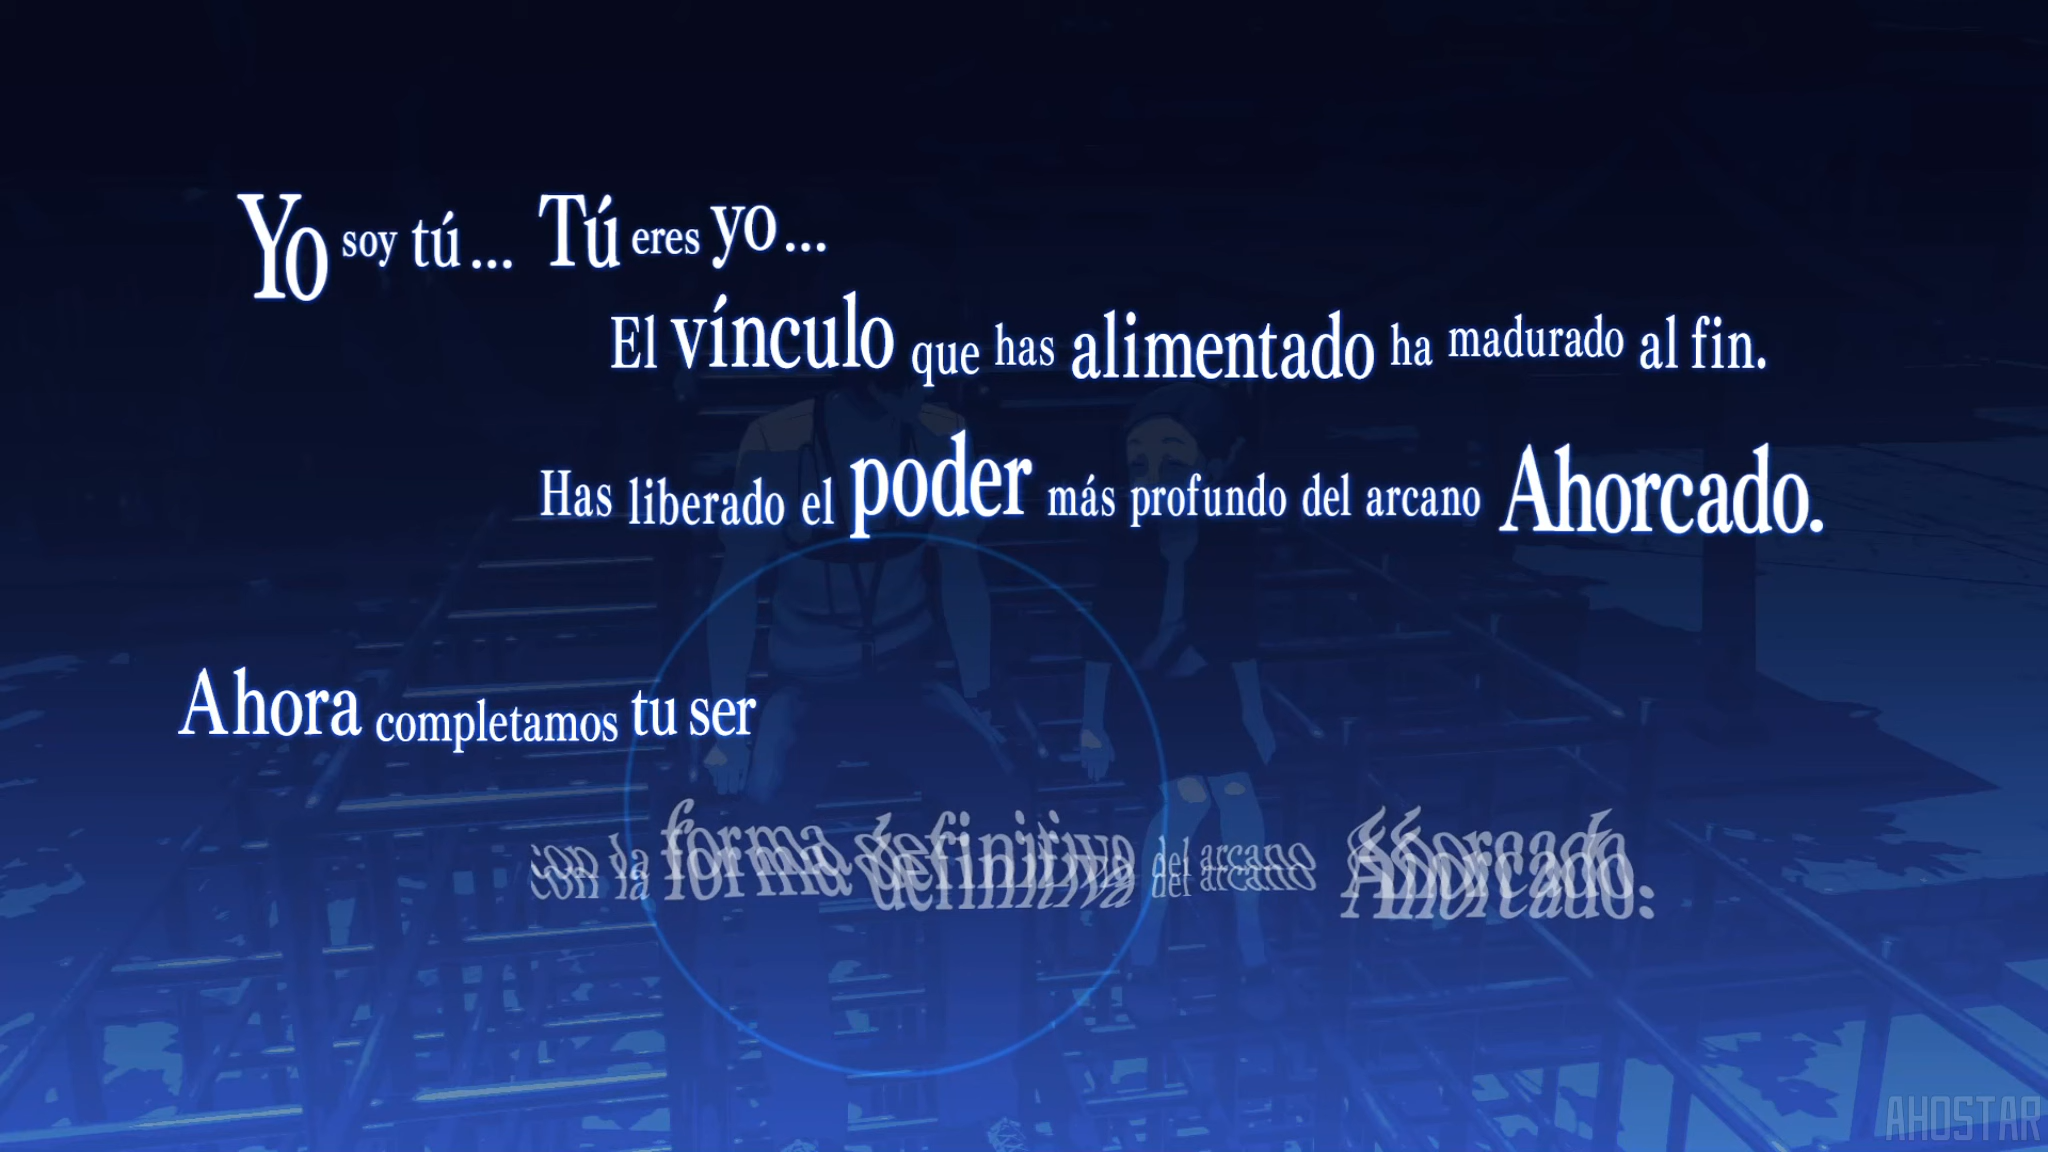 Yo soy tú... Tú eres yo...
El vínculo que has alimentado ha madurado al fin.
Has liberado el poder más profundo del arcano Ahorcado.
Ahora completamos tu ser
con la forma definitiva del arcano Ahorcado.
AHOSTAR